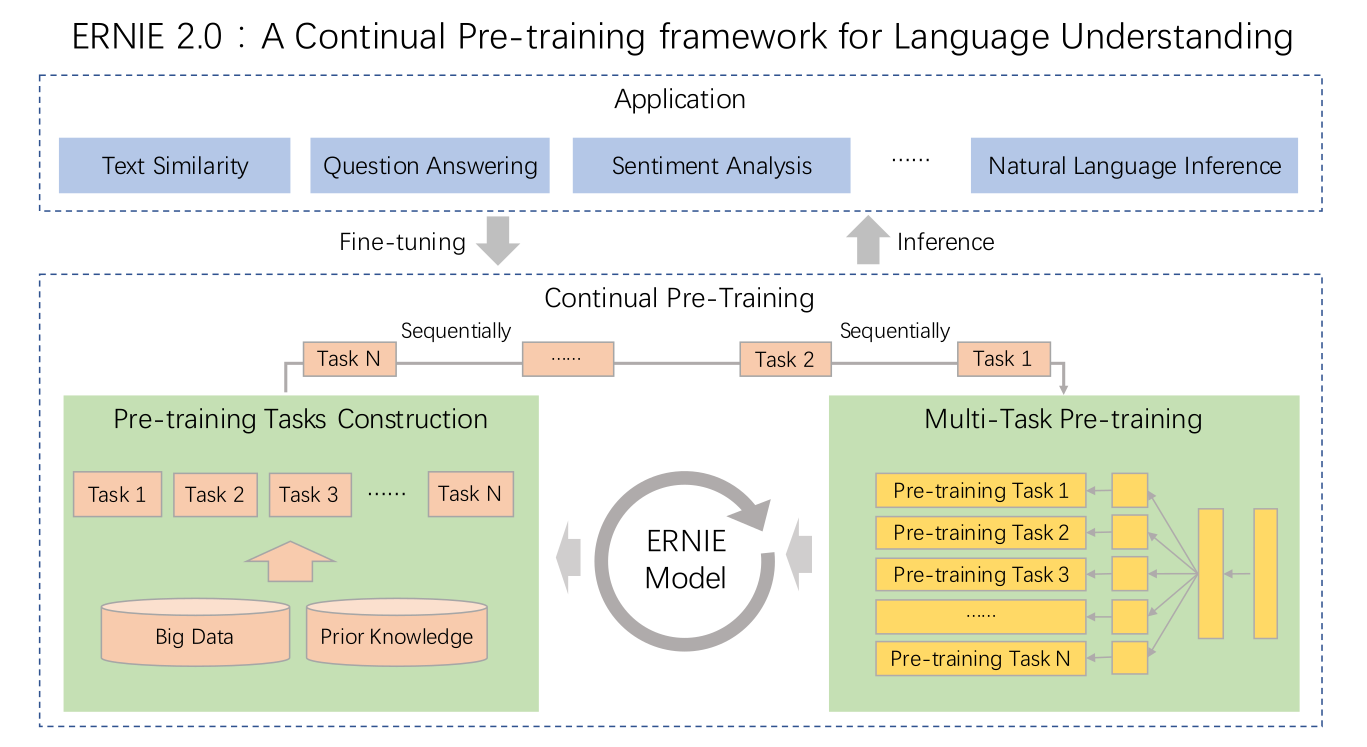 ERNIE 2.0：A Continual Pre-training framework for Language Understanding
Application
Text Similarity
Question Answering
Sentiment Analysis
......
Natural Language Inference
Fine-tuning
Inference
Continual Pre-Training
Sequentially
Sequentially
Task N
......
Task 2
Task 1
Pre-training Tasks Construction
Task 1
Task 2
Task 3
......
Task N
Big Data
Prior Knowledge
ERNIE
Model
Multi-Task Pre-training
Pre-training Task 1
Pre-training Task 2
Pre-training Task 3
......
Pre-training Task N